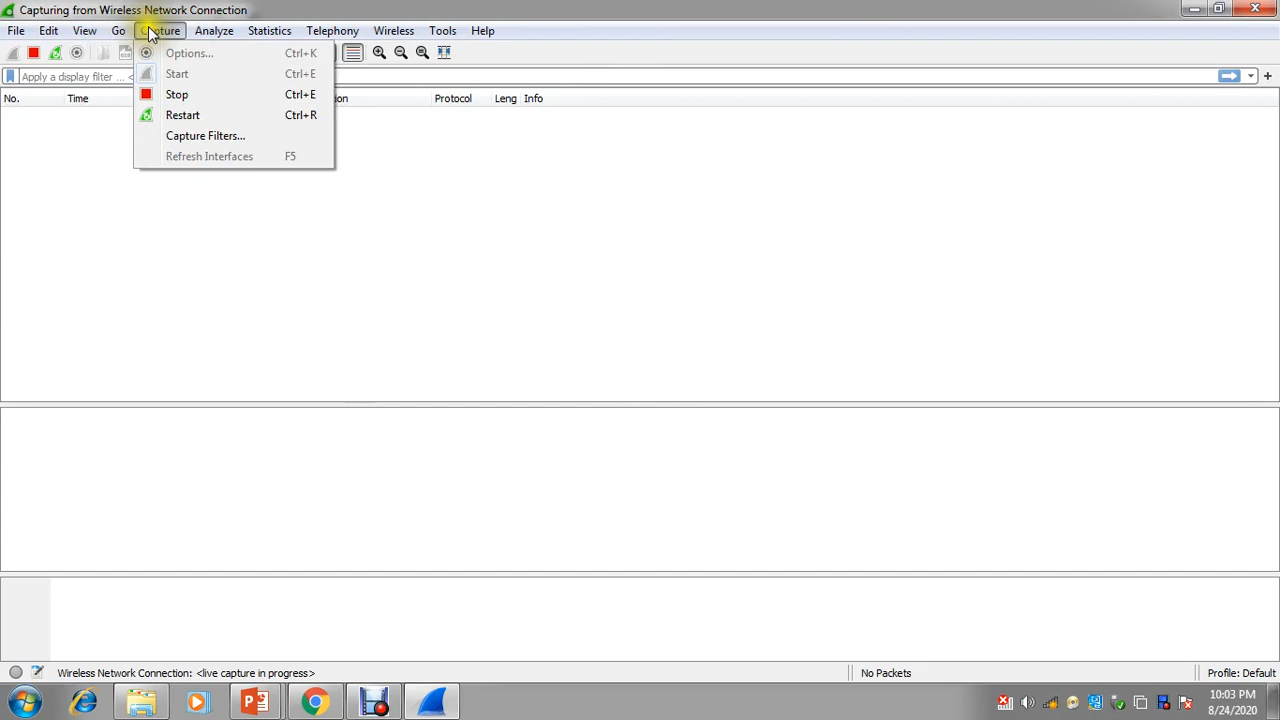 Capturing from Wireless Network Connection
File Edit View Go Capture Analyze Statistics Telephony Wireless Tools Help
Options... Ctrl+K
Apply a display filter ... <
Start Ctrl+E
No. Time Protocol Leng Info
Stop Ctrl+E
Restart Ctrl+R
Capture Filters...
Refresh Interfaces F5
Wireless Network Connection: <live capture in progress> No Packets Profile: Default
10:03 PM
8/24/2020